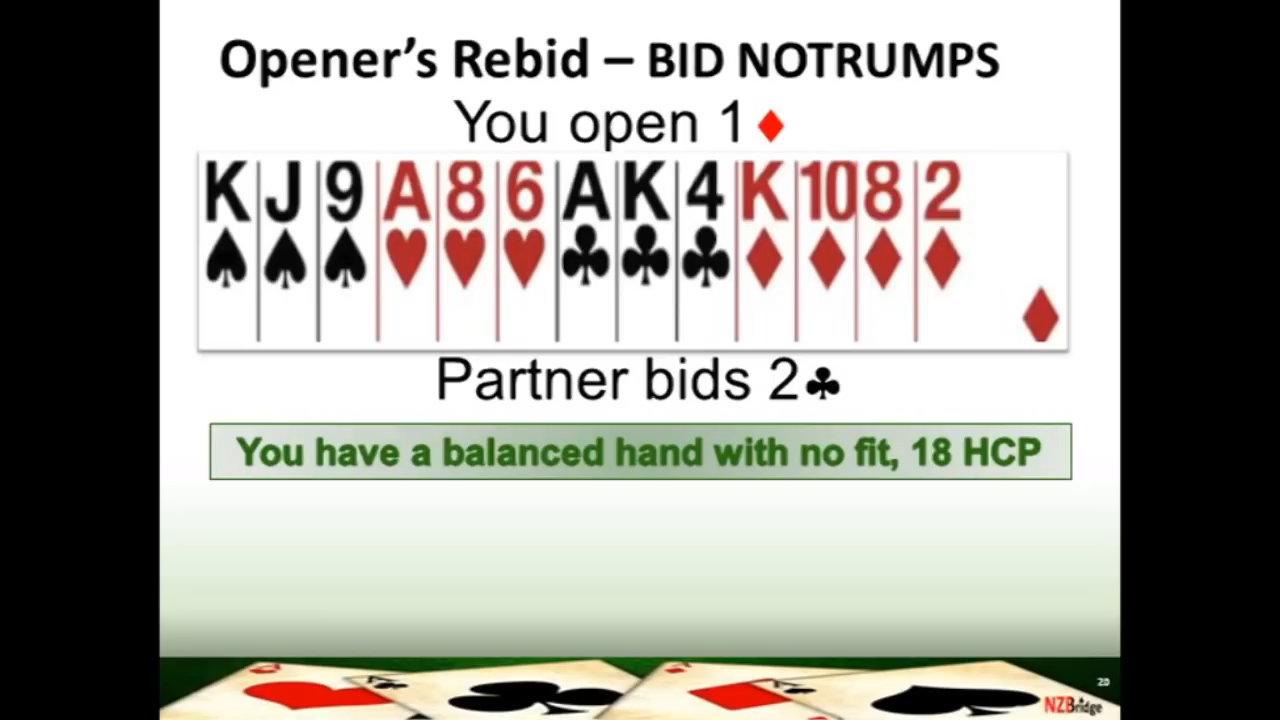 Opener's Rebid – BID NOTRUMPS
You open 1♦
K J 9 A 8 6 A K 4 K 10 8 2
Partner bids 2♣
You have a balanced hand with no fit, 18 HCP
20
NZBridge